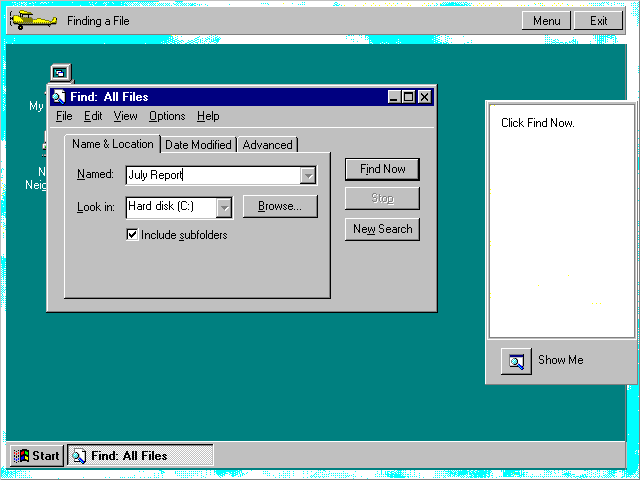 Finding a File
Menu
Exit
My
Find: All Files
File Edit View Options Help
Click Find Now.
Name & Location
Date Modified
Advanced
Named:
July Report
Find Now
N
Neig
Look in:
Hard disk (C:)
Browse...
Stop
Include subfolders
New Search
Show Me
Start
Find: All Files